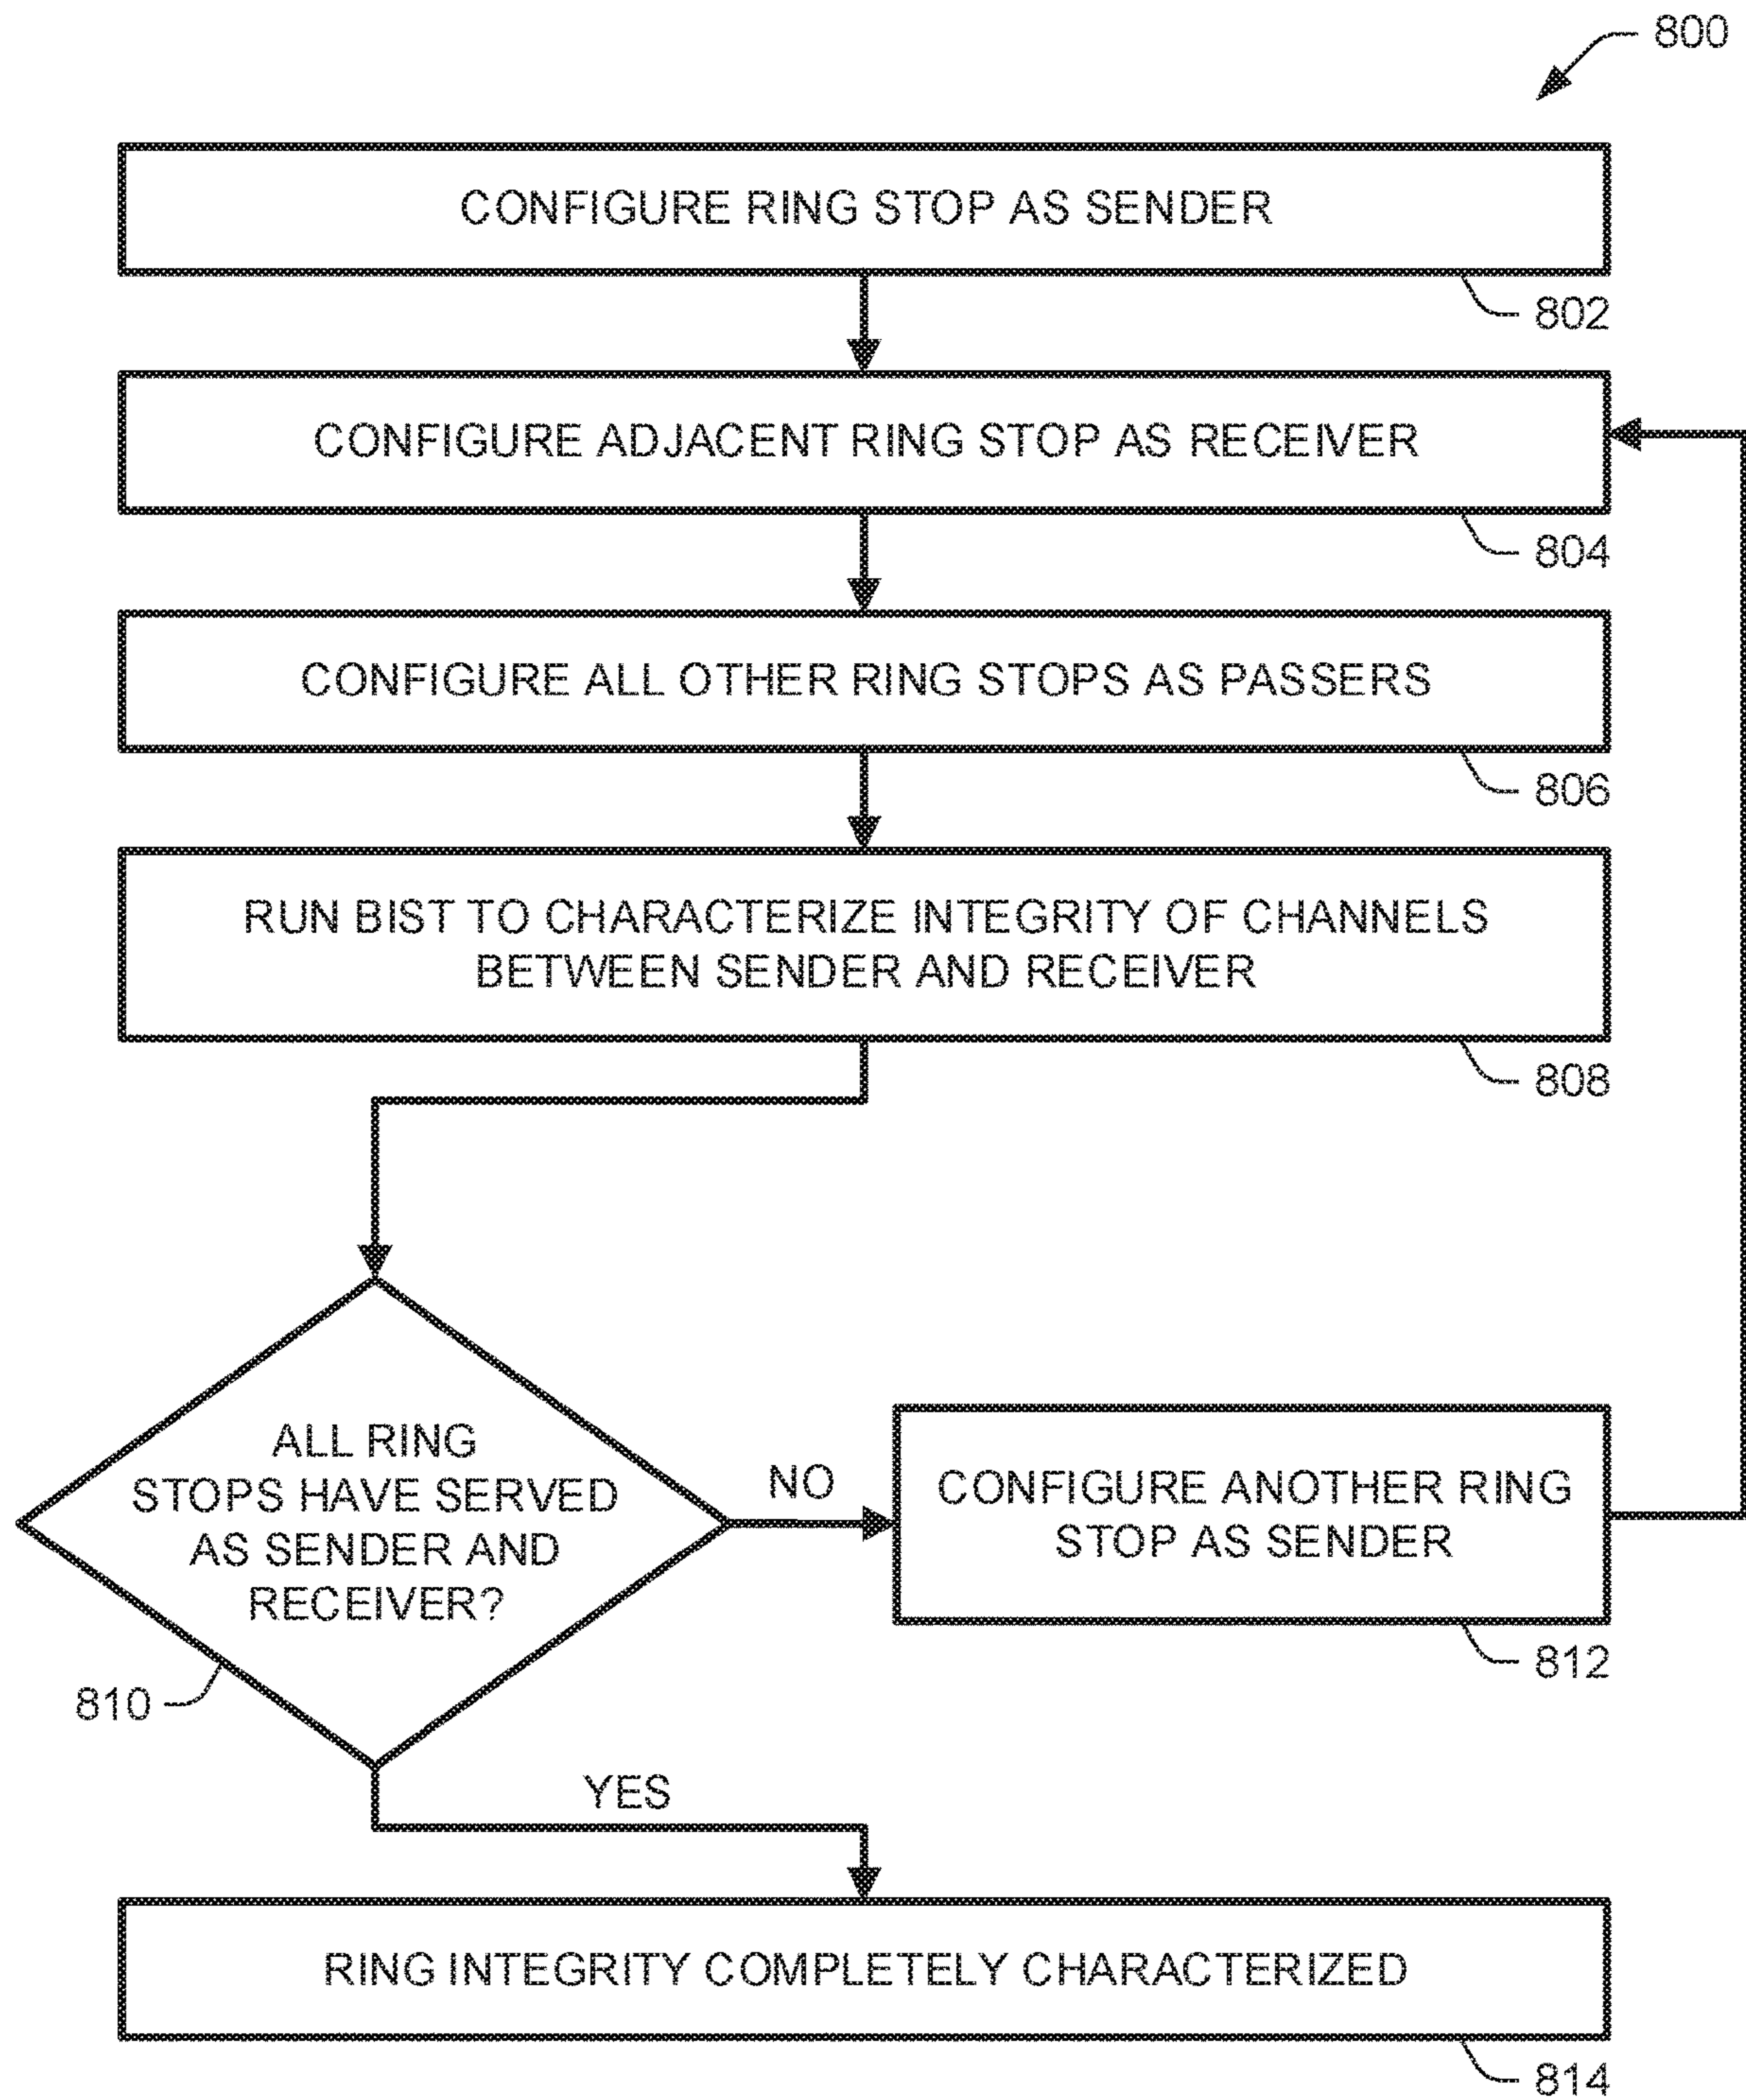 800
CONFIGURE RING STOP AS SENDER
802
CONFIGURE ADJACENT RING STOP AS RECEIVER
804
CONFIGURE ALL OTHER RING STOPS AS PASSERS
806
RUN BIST TO CHARACTERIZE INTEGRITY OF CHANNELS
BETWEEN SENDER AND RECEIVER
808
ALL RING
STOPS HAVE SERVED
AS SENDER AND
RECEIVER?
810
NO
CONFIGURE ANOTHER RING
STOP AS SENDER
812
YES
RING INTEGRITY COMPLETELY CHARACTERIZED
814